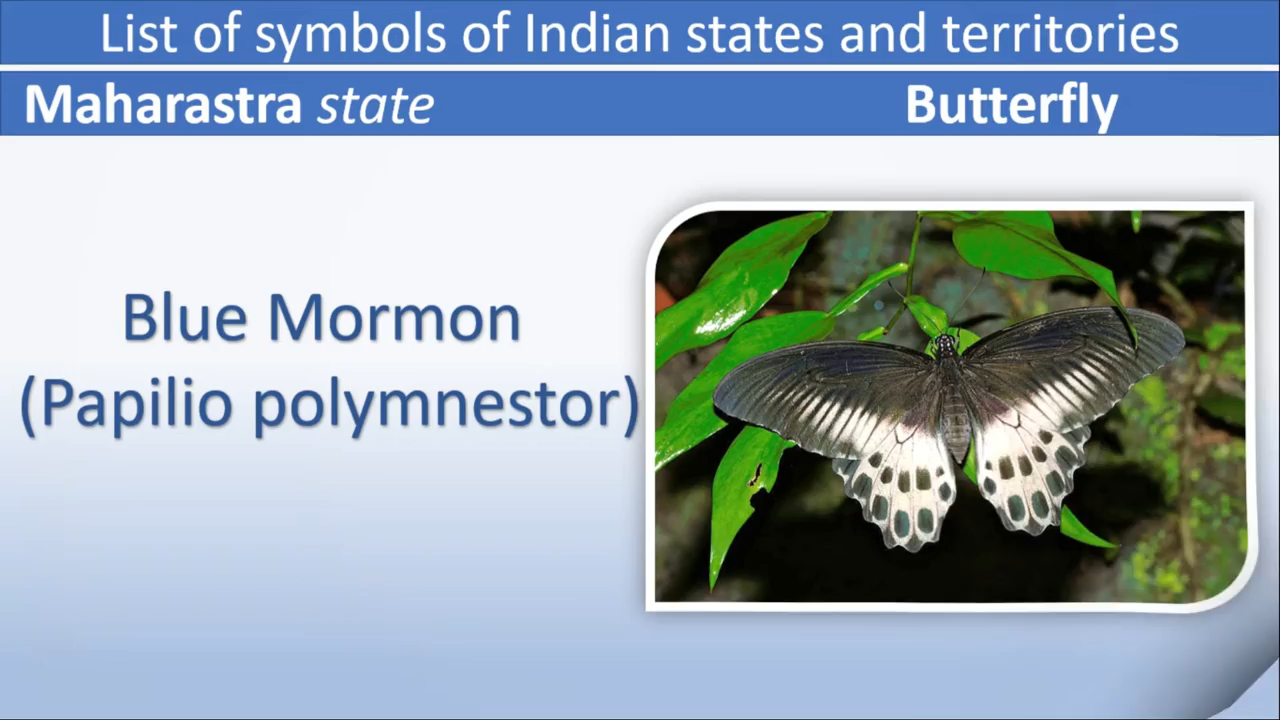 List of symbols of Indian states and territories
Maharastra state Butterfly
Blue Mormon
(Papilio polymnestor)